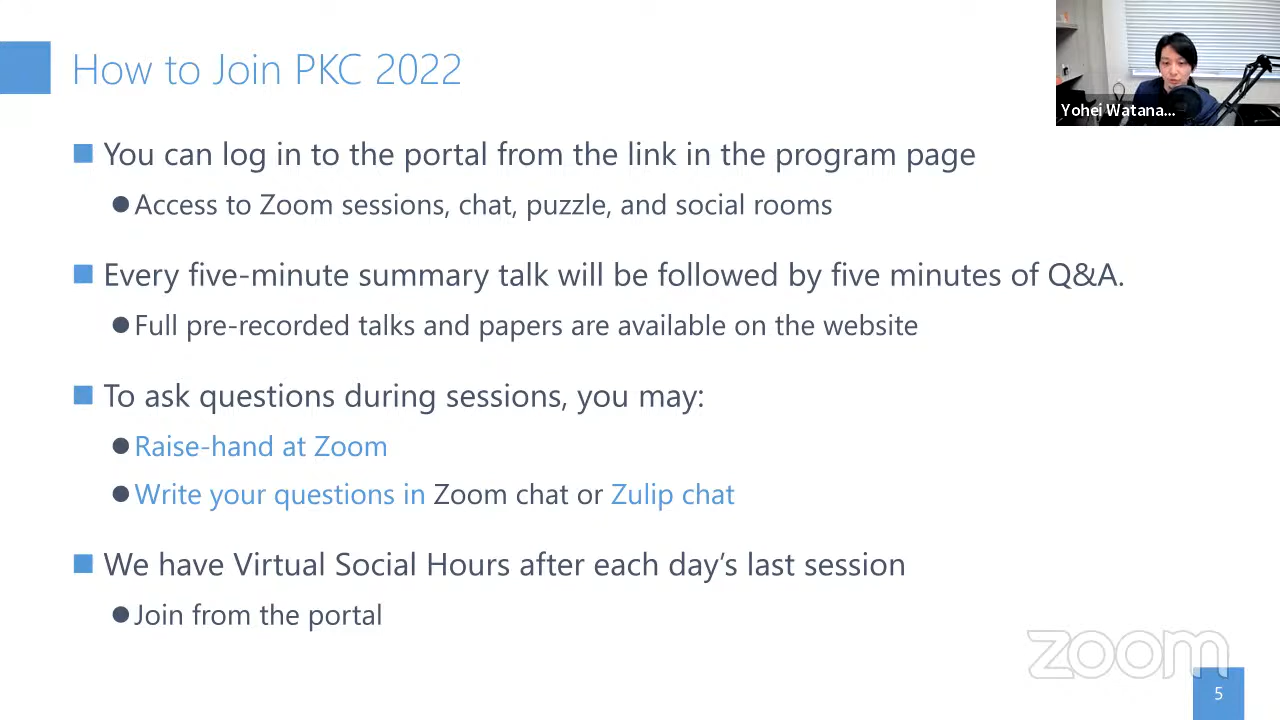 How to Join PKC 2022
Yohei Watana...
You can log in to the portal from the link in the program page
Access to Zoom sessions, chat, puzzle, and social rooms
Every five-minute summary talk will be followed by five minutes of Q&A.
Full pre-recorded talks and papers are available on the website
To ask questions during sessions, you may:
Raise-hand at Zoom
Write your questions in Zoom chat or Zulip chat
We have Virtual Social Hours after each day's last session
Join from the portal
zoom
5